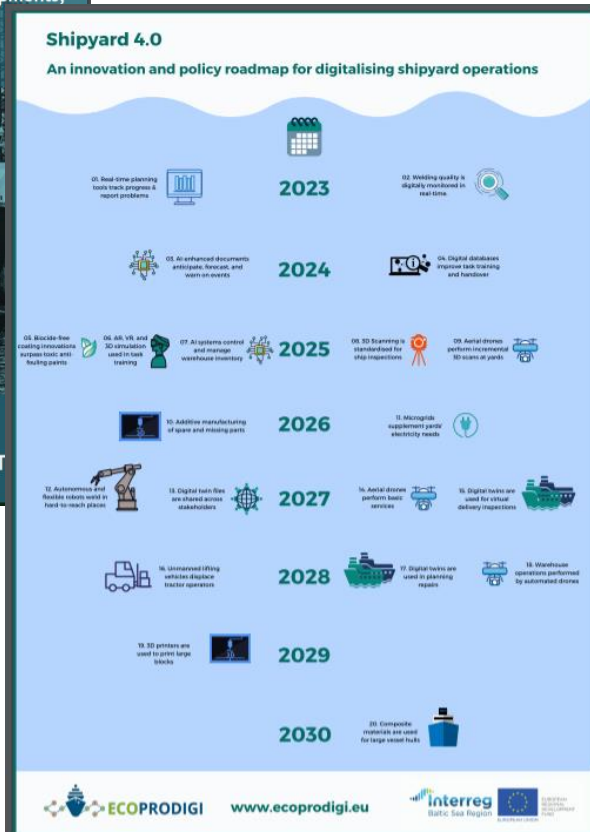 Shipyard 4.0
An innovation and policy roadmap for digitalising shipyard operations
2023
01. Real-time planning
tools track progress &
report problems
02. Welding quality is
digitally monitored in
real-time.
2024
03. AI enhanced documents
anticipate, forecast, and
warn on events
04. Digital databases
improve task training
and handover
2025
05. Biocide-free
coating innovations
surpass toxic anti-
fouling paints
06. AR, VR, and
3D simulation
used in task
training
07. AI systems control
and manage
warehouse inventory
08. 3D Scanning is
standardised for
ship inspections
09. Aerial drones
perform incremental
3D scans at yards
2026
10. Additive manufacturing
of spare and missing parts
11. Microgrids
supplement yards'
electricity needs
2027
12. Autonomous and
flexible robots weld in
hard-to-reach places
13. Digital twin files
are shared across
stakeholders
14. Aerial drones
perform basic
services
15. Digital twins are
used for virtual
delivery inspections
2028
16. Unmanned lifting
vehicles displace
tractor operators
17. Digital twins are
used in planning
repairs
18. Warehouse
operations performed
by automated drones
2029
19. 3D printers are
used to print large
blocks
2030
20. Composite
materials are used
for large vessel hulls
ECOPRODIGI
www.ecoprodigi.eu
Interreg
Baltic Sea Region
EUROPEAN UNION
EUROPEAN
REGIONAL
DEVELOPMENT
FUND